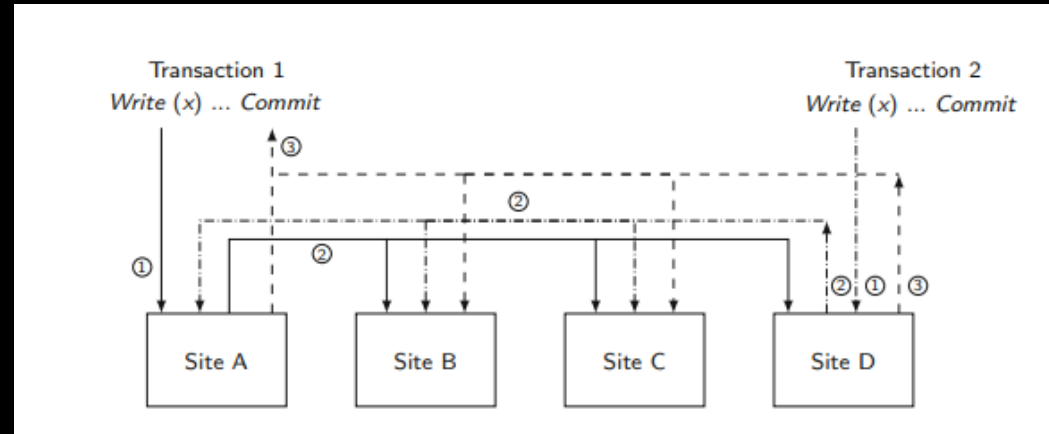 Transaction 1
Write (x) ... Commit
Transaction 2
Write (x) ... Commit
③
②
②
①
② ① ③
Site A
Site B
Site C
Site D